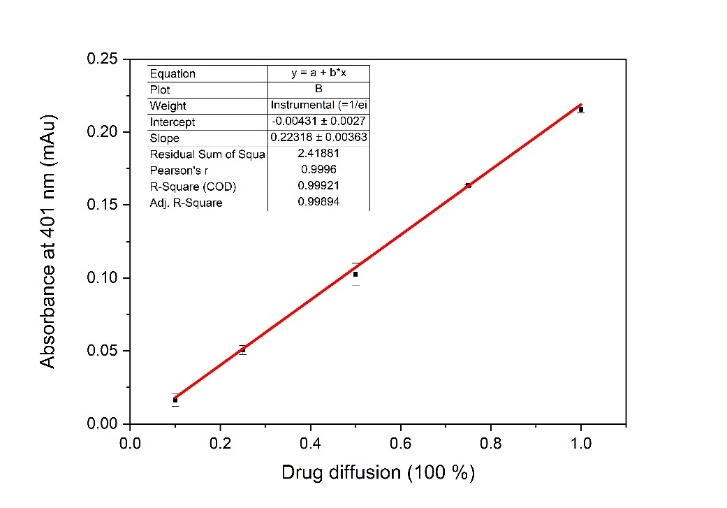 0.25
0.20
0.15
0.10
0.05
0.00
Absorbance at 401 nm (mAu)
Equation y = a + b*x
Plot B
Weight Instrumental (=1/ei
Intercept -0.00431 ± 0.0027
Slope 0.22318 ± 0.00363
Residual Sum of Squa 2.41881
Pearson's r 0.9996
R-Square (COD) 0.99921
Adj. R-Square 0.99894
0.0 0.2 0.4 0.6 0.8 1.0
Drug diffusion (100 %)